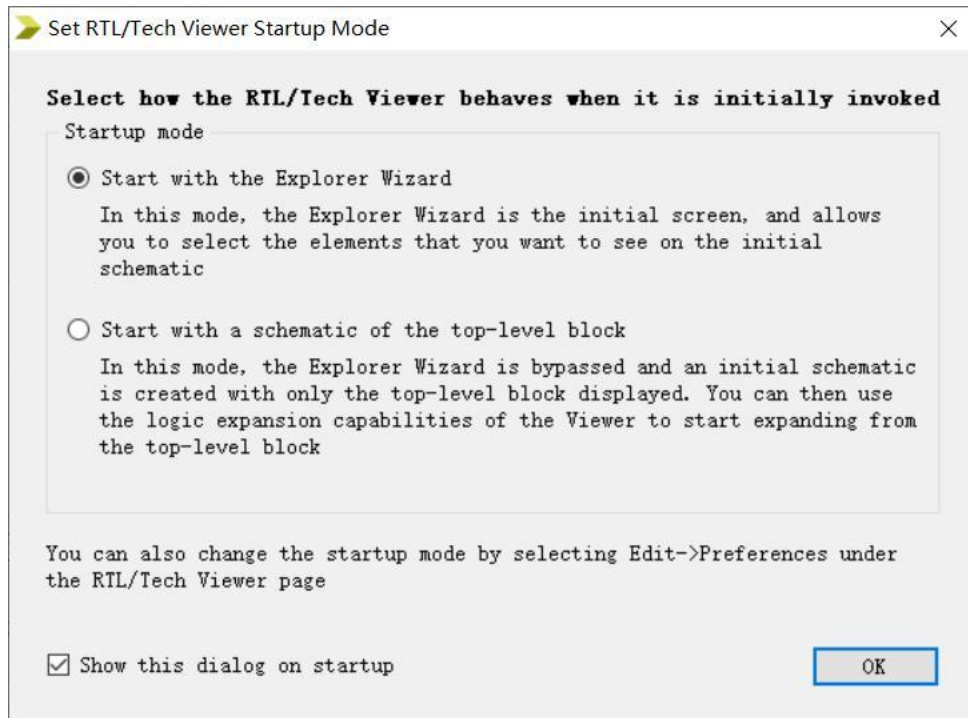 Set RTL/Tech Viewer Startup Mode
Select how the RTL/Tech Viewer behaves when it is initially invoked
Startup mode
Start with the Explorer Wizard
In this mode, the Explorer Wizard is the initial screen, and allows
you to select the elements that you want to see on the initial
schematic
Start with a schematic of the top-level block
In this mode, the Explorer Wizard is bypassed and an initial schematic
is created with only the top-level block displayed. You can then use
the logic expansion capabilities of the Viewer to start expanding from
the top-level block
You can also change the startup mode by selecting Edit->Preferences under
the RTL/Tech Viewer page
Show this dialog on startup
OK